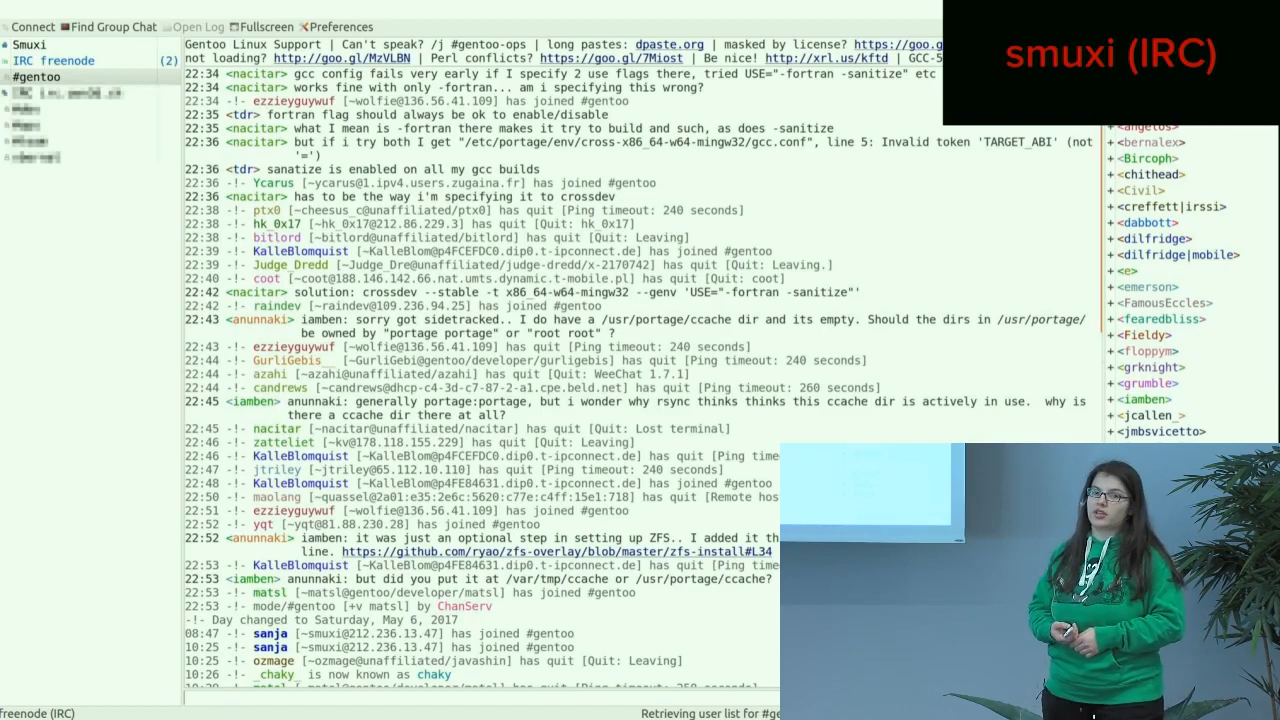 Connect Find Group Chat Open Log Fullscreen Preferences
smuxi (IRC)
Smuxi
IRC freenode (2)
#gentoo
Gentoo Linux Support | Can't speak? /j #gentoo-ops | long pastes: dpaste.org | masked by license? https://goo.g
not loading? http://goo.gl/MzVLBN | Perl conflicts? https://goo.gl/7Miost | Be nice! http://xrl.us/kftd | GCC-5
22:34 <nacitar> gcc config fails very early if I specify 2 use flags there, tried USE="-fortran -sanitize" etc
22:34 <nacitar> works fine with only -fortran... am i specifying this wrong?
22:34 -!- ezzieyguywuf [~wolfie@136.56.41.109] has joined #gentoo
22:35 <tdr> fortran flag should always be ok to enable/disable
22:35 <nacitar> what I mean is -fortran there makes it try to build and such, as does -sanitize
22:36 <nacitar> but if i try both I get "/etc/portage/env/cross-x86_64-w64-mingw32/gcc.conf", line 5: Invalid token 'TARGET_ABI' (not
'=')
22:36 <tdr> sanatize is enabled on all my gcc builds
22:36 -!- Ycarus [~ycarus@1.ipv4.users.zugaina.fr] has joined #gentoo
22:36 <nacitar> has to be the way i'm specifying it to crossdev
22:38 -!- ptx0 [~cheesus_c@unaffiliated/ptx0] has quit [Ping timeout: 240 seconds]
22:38 -!- hk_0x17 [~hk_0x17@212.86.229.3] has quit [Quit: hk_0x17]
22:38 -!- bitlord [~bitlord@unaffiliated/bitlord] has quit [Quit: Leaving]
22:39 -!- KalleBlomquist [~KalleBlom@p4FCEFDC0.dip0.t-ipconnect.de] has joined #gentoo
22:39 -!- Judge_Dredd [~Judge_Dre@unaffiliated/judge-dredd/x-2170742] has quit [Quit: Leaving.]
22:40 -!- coot [~coot@188.146.142.66.nat.umts.dynamic.t-mobile.pl] has quit [Quit: coot]
22:42 <nacitar> solution: crossdev --stable -t x86_64-w64-mingw32 --genv 'USE="-fortran -sanitize"'
22:42 -!- raindev [~raindev@109.236.94.25] has joined #gentoo
22:43 <anunnaki> iamben: sorry got sidetracked.. I do have a /usr/portage/ccache dir and its empty. Should the dirs in /usr/portage/
be owned by "portage portage" or "root root" ?
22:43 -!- ezzieyguywuf [~wolfie@136.56.41.109] has quit [Ping timeout: 240 seconds]
22:44 -!- GurliGebis__ [~GurliGebi@gentoo/developer/gurligebis] has quit [Ping timeout: 240 seconds]
22:44 -!- azahi [~azahi@unaffiliated/azahi] has quit [Quit: WeeChat 1.7.1]
22:44 -!- candrews [~candrews@dhcp-c4-3d-c7-87-2-a1.cpe.beld.net] has quit [Ping timeout: 260 seconds]
22:45 <iamben> anunnaki: generally portage:portage, but i wonder why rsync thinks thinks this ccache dir is actively in use. why is
there a ccache dir there at all?
22:45 -!- nacitar [~nacitar@unaffiliated/nacitar] has quit [Quit: Lost terminal]
22:46 -!- zatteliet [~kv@178.118.155.229] has quit [Quit: Leaving]
22:46 -!- KalleBlomquist [~KalleBlom@p4FCEFDC0.dip0.t-ipconnect.de] has quit [Ping time
22:47 -!- jtriley [~jtriley@65.112.10.110] has quit [Ping timeout: 240 seconds]
22:48 -!- KalleBlomquist [~KalleBlom@p4FE84631.dip0.t-ipconnect.de] has joined #gentoo
22:50 -!- maolang [~quassel@2a01:e35:2e6c:5620:c77e:c4ff:15e1:718] has quit [Remote hos
22:51 -!- ezzieyguywuf [~wolfie@136.56.41.109] has joined #gentoo
22:52 -!- yqt [~yqt@81.88.230.28] has joined #gentoo
22:52 <anunnaki> iamben: it was just an optional step in setting up ZFS.. I added it th
line. https://github.com/ryao/zfs-overlay/blob/master/zfs-install#L34
22:53 -!- KalleBlomquist [~KalleBlom@p4FE84631.dip0.t-ipconnect.de] has quit [Ping tim
22:53 <iamben> anunnaki: but did you put it at /var/tmp/ccache or /usr/portage/ccache?
22:53 -!- matsl [~matsl@gentoo/developer/matsl] has joined #gentoo
22:53 -!- mode/#gentoo [+v matsl] by ChanServ
-!- Day changed to Saturday, May 6, 2017
08:47 -!- sanja [~smuxi@212.236.13.47] has joined #gentoo
10:25 -!- sanja [~smuxi@212.236.13.47] has joined #gentoo
10:25 -!- ozmage [~ozmage@unaffiliated/javashin] has quit [Quit: Leaving]
10:26 -!- _chaky_ is now known as chaky
+<angelos>
+<bernalex>
+<Bircoph>
+<chithead>
+<Civil>
+<creffett|irssi>
+<dabbott>
+<dilfridge>
+<dilfridge|mobile>
+<e>
+<emerson>
+<FamousEccles>
+<fearedbliss>
+<Fieldy>
+<floppym>
+<grknight>
+<grumble>
+<iamben>
+<jcallen_>
+<jmbsvicetto>
freenode (IRC)
Retrieving user list for #ge